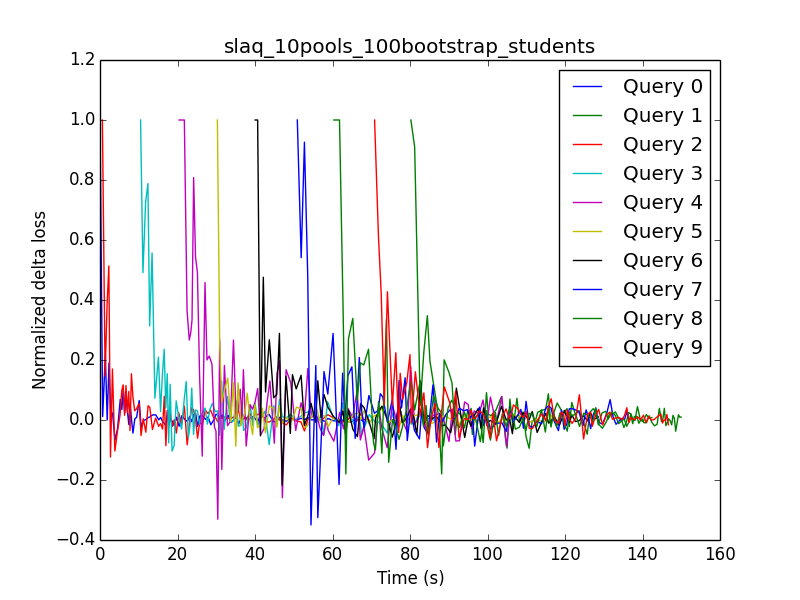 slaq_10pools_100bootstrap_students
1.2
1.0
0.8
0.6
0.4
0.2
0.0
−0.2
−0.4
Normalized delta loss
Query 0
Query 1
Query 2
Query 3
Query 4
Query 5
Query 6
Query 7
Query 8
Query 9
0 20 40 60 80 100 120 140 160
Time (s)